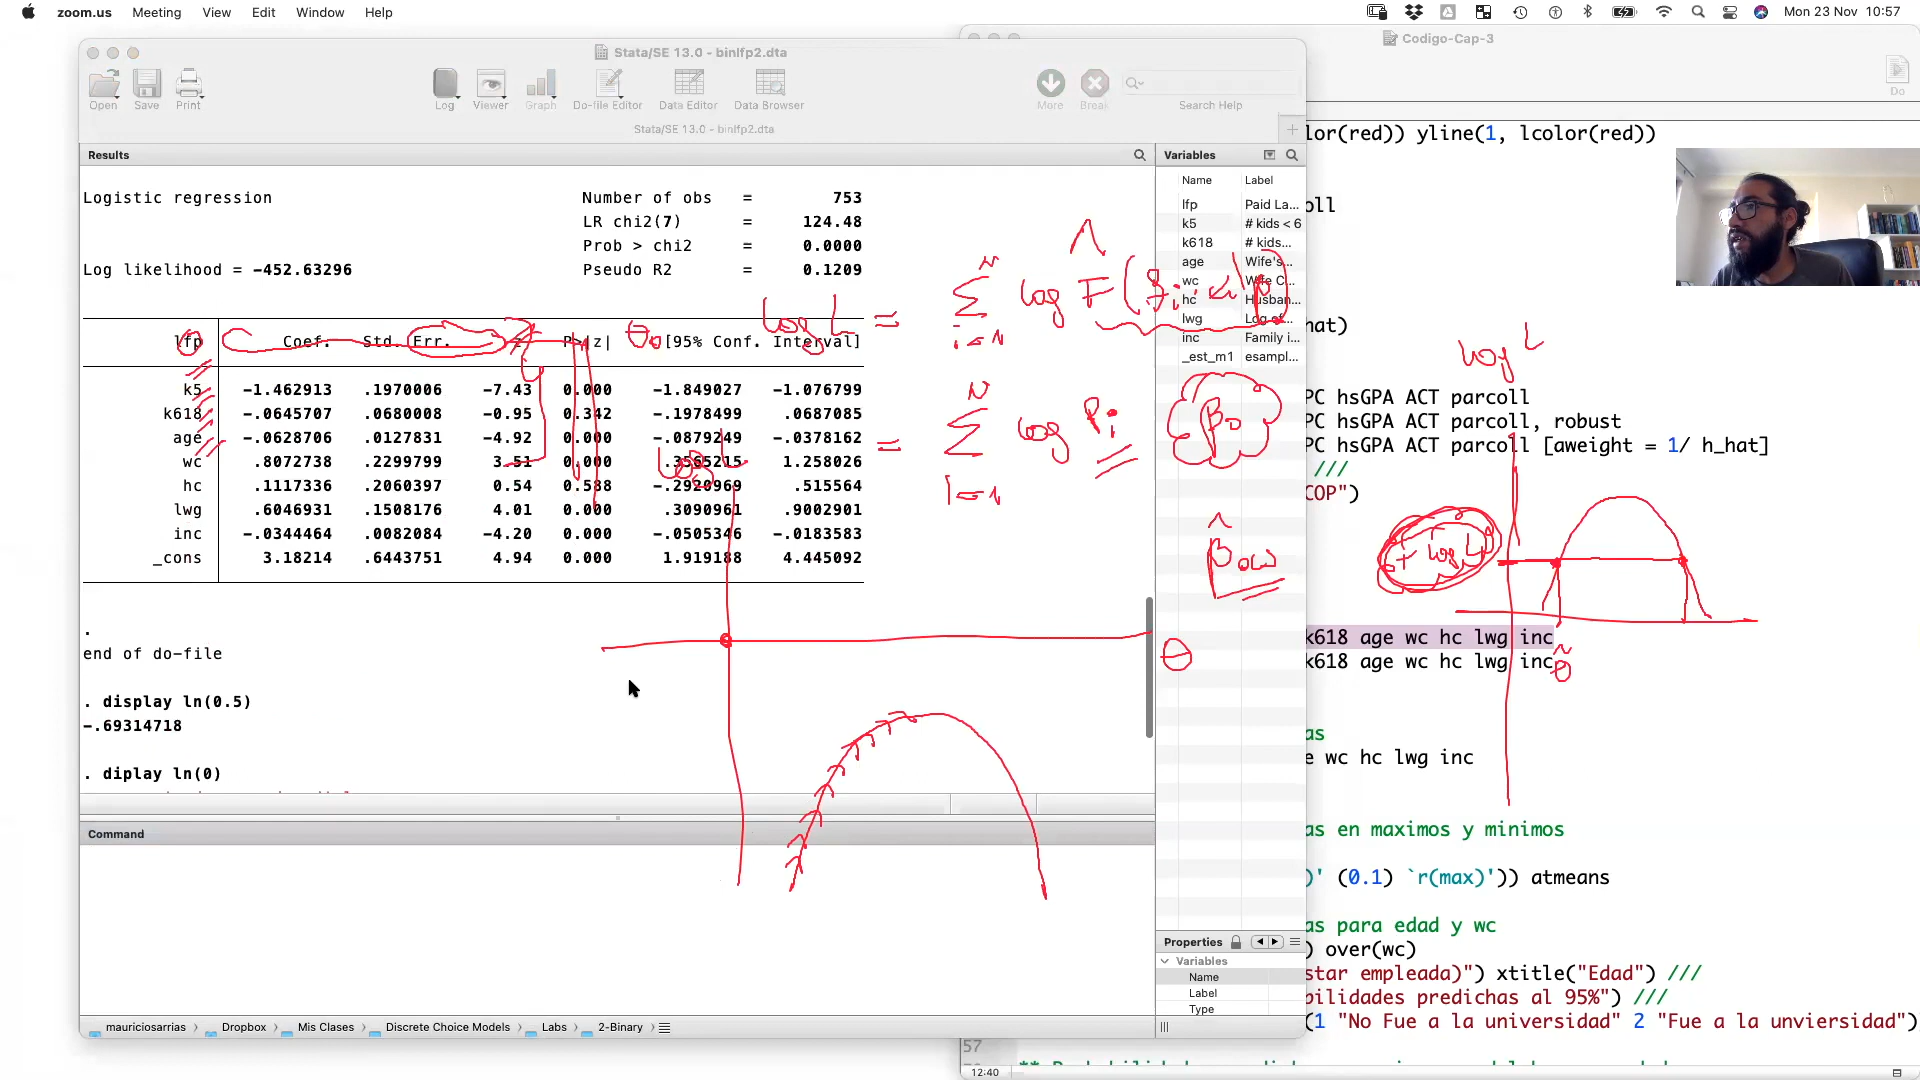 zoom.us Meeting View Edit Window Help Mon 23 Nov 10:57
Stata/SE 13.0 - binlfp2.dta
Codigo-Cap-3
Open Save Print Log Viewer Graph Do-file Editor Data Editor Data Browser More Break Search Help Do
Stata/SE 13.0 - binlfp2.dta
Results
Logistic regression Number of obs = 753
LR chi2(7) = 124.48
Prob > chi2 = 0.0000
Log likelihood = -452.63296 Pseudo R2 = 0.1209
lfp Coef. Std. Err. z P>|z| [95% Conf. Interval]
k5 -1.462913 .1970006 -7.43 0.000 -1.849027 -1.076799
k618 -.0645707 .0680008 -0.95 0.342 -.1978499 .0687085
age -.0628706 .0127831 -4.92 0.000 -.0879249 -.0378162
wc .8072738 .2299799 3.51 0.000 .3565215 1.258026
hc .1117336 .2060397 0.54 0.588 -.2920969 .515564
lwg .6046931 .1508176 4.01 0.000 .3090961 .9002901
inc -.0344464 .0082084 -4.20 0.000 -.0505346 -.0183583
_cons 3.18214 .6443751 4.94 0.000 1.919188 4.445092
.
end of do-file
. display ln(0.5)
-.69314718
. diplay ln(0)
Command
mauriciosarrias Dropbox Mis Clases Discrete Choice Models Labs 2-Binary
Variables
Name Label
lfp Paid La...
k5 # kids < 6
k618 # kids...
age Wife's...
wc Wife C...
hc Husban...
lwg Log of...
inc Family i...
_est_m1 esampl...
Properties
Variables
Name
Label
Type
lor(red)) yline(1, lcolor(red))
oll
hat)
PC hsGPA ACT parcoll
PC hsGPA ACT parcoll, robust
PC hsGPA ACT parcoll [aweight = 1/ h_hat]
///
COP")
k618 age wc hc lwg inc
k618 age wc hc lwg inc
as
e wc hc lwg inc
as en maximos y minimos
)' (0.1) `r(max)')) atmeans
as para edad y wc
) over(wc)
star empleada)") xtitle("Edad") ///
bilidades predichas al 95%") ///
(1 "No Fue a la universidad" 2 "Fue a la unviersidad")
57
12:40
log L =
log L
log L
= Σ log Pi
β0
θ
+ log L